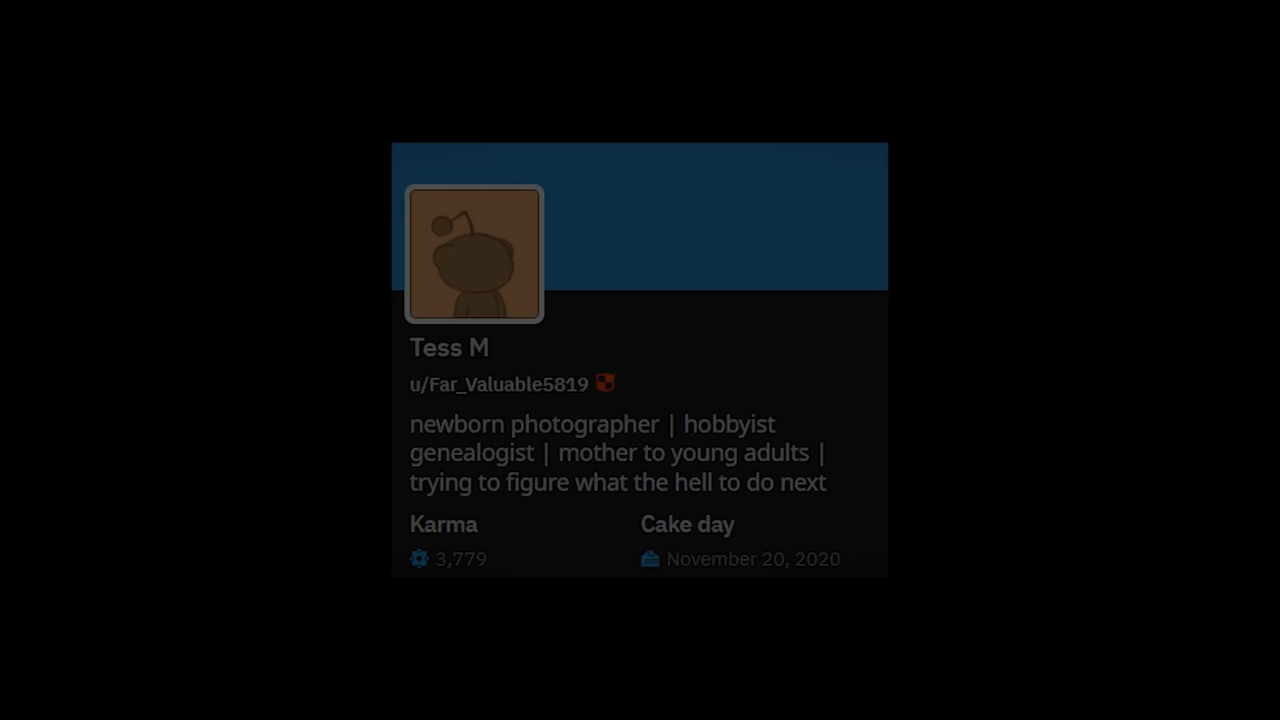 Tess M
u/Far_Valuable5819
newborn photographer | hobbyist
genealogist | mother to young adults |
trying to figure what the hell to do next
Karma
Cake day
3,779
November 20, 2020